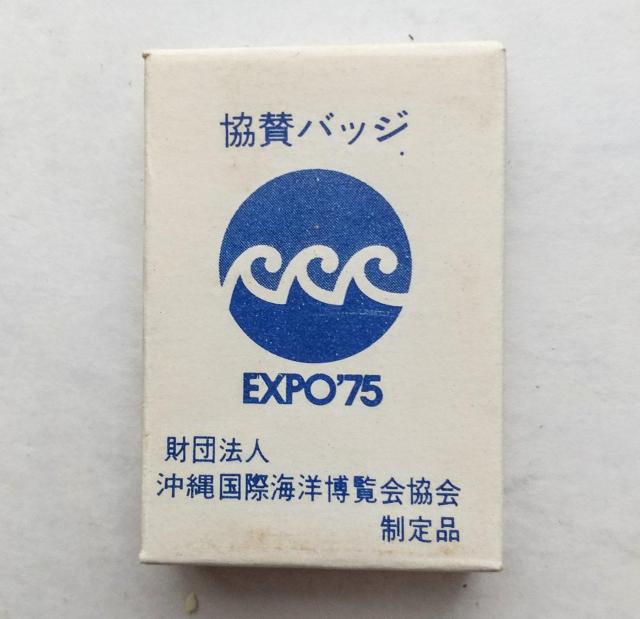 協賛バッジ
EXPO'75
財団法人
沖縄国際海洋博覧会協会
制定品